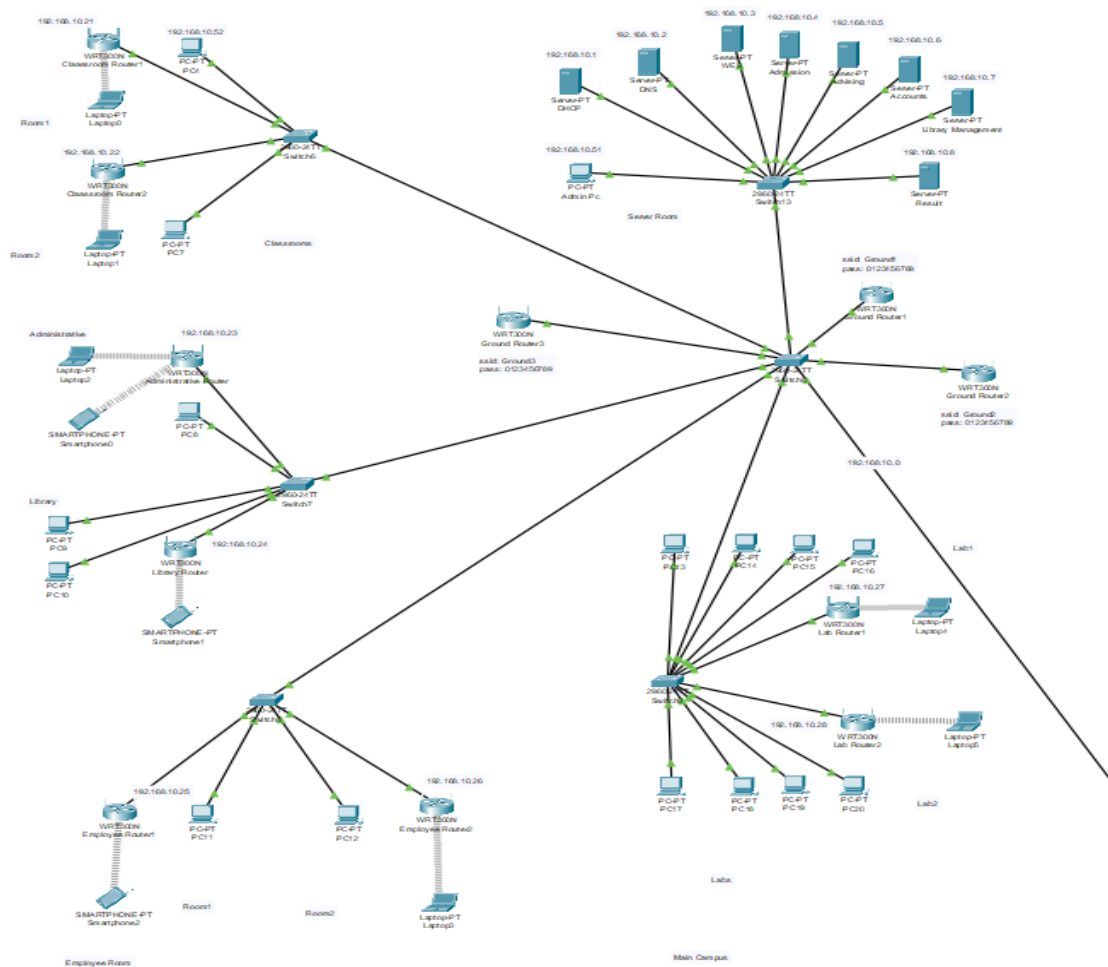 192.168.10.21
WRT300N
Classroom Router1
192.168.10.52
PC-PT
Laptop-PT
Laptop0
Room1
192.168.10.22
WRT300N
Classroom Router2
Laptop-PT
Laptop1
Room2
PC-PT
PC7
2960-24TT
Switch6
Classrooms
192.168.10.1
Server-PT
DHCP
192.168.10.2
Server-PT
DNS
192.168.10.3
Server-PT
192.168.10.4
Server-PT
Admission
192.168.10.5
Server-PT
Advising
192.168.10.6
Server-PT
Accounts
192.168.10.7
Server-PT
Library Management
192.168.10.8
Server-PT
Result
192.168.10.51
PC-PT
Admin Pc
2960-24TT
Switch13
Server Room
ssid: Ground1
pass: 0123456789
WRT300N
Ground Router1
WRT300N
Ground Router3
ssid: Ground3
pass: 0123456789
WRT300N
Ground Router2
ssid: Ground2
pass: 0123456789
192.168.10.0
Administrative
192.168.10.23
Laptop-PT
Laptop2
WRT300N
Administrative Router
SMARTPHONE-PT
Smartphone0
PC-PT
2960-24TT
Switch7
Library
PC-PT
PC9
PC-PT
PC10
192.168.10.24
WRT300N
Library Router
SMARTPHONE-PT
Smartphone1
192.168.10.25
WRT300N
Employee Router1
SMARTPHONE-PT
Smartphone2
PC-PT
PC11
PC-PT
PC12
192.168.10.26
WRT300N
Employee Router2
Laptop-PT
Laptop3
Room1
Room2
Employee Room
PC-PT
PC13
PC-PT
PC14
PC-PT
PC15
PC-PT
PC16
Lab1
192.168.10.27
WRT300N
Lab Router1
Laptop-PT
Laptop4
192.168.10.28
WRT300N
Lab Router2
Laptop-PT
Laptop5
PC-PT
PC17
PC-PT
PC18
PC-PT
PC19
PC-PT
PC20
Lab2
Labs
Main Campus